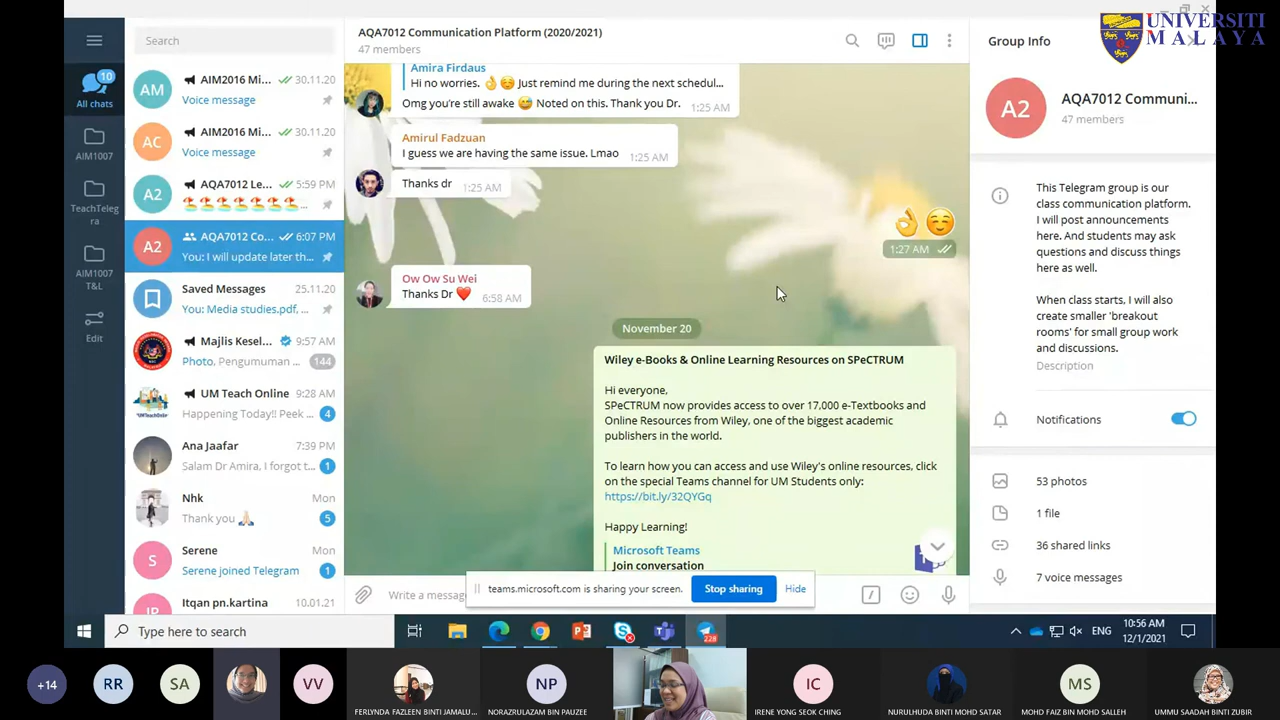 UNIVERSITI
MALAYA
Search
10
All chats
AIM1007
TeachTeleg
ra
AIM1007
T&L
Edit
AM
AIM2016 Mi...
30.11.20
Voice message
AC
AIM2016 Mi...
30.11.20
Voice message
A2
AQA7012 Le...
5:59 PM
...
A2
AQA7012 Co...
6:07 PM
You: I will update later th...
Saved Messages
25.11.20
You: Media studies.pdf, ...
Majlis Kesel...
9:57 AM
Photo, Pengumuman ...
144
UM Teach Online
9:28 AM
Happening Today!! Peek ...
4
Ana Jaafar
7:39 PM
Salam Dr Amira, I forgot t...
1
Nhk
Mon
Thank you 🙏🏻
5
S
Serene
Mon
Serene joined Telegram
1
Itqan pn.kartina
10.01.21
AQA7012 Communication Platform (2020/2021)
47 members
Amira Firdaus
Hi no worries. 👌☺️ Just remind me during the next schedul...
Omg you're still awake 😅 Noted on this. Thank you Dr.
1:25 AM
Amirul Fadzuan
I guess we are having the same issue. Lmao
1:25 AM
Thanks dr
1:25 AM
👌☺️
1:27 AM
Ow Ow Su Wei
Thanks Dr ❤️
6:58 AM
November 20
Wiley e-Books & Online Learning Resources on SPeCTRUM
Hi everyone,
SPeCTRUM now provides access to over 17,000 e-Textbooks and
Online Resources from Wiley, one of the biggest academic
publishers in the world.
To learn how you can access and use Wiley's online resources, click
on the special Teams channel for UM Students only:
https://bit.ly/32QYGq
Happy Learning!
Microsoft Teams
Join conversation
Write a messag
teams.microsoft.com is sharing your screen.
Stop sharing
Hide
Group Info
A2
AQA7012 Communi...
47 members
This Telegram group is our
class communication platform.
I will post announcements
here. And students may ask
questions and discuss things
here as well.
When class starts, I will also
create smaller 'breakout
rooms' for small group work
and discussions.
Description
Notifications
53 photos
1 file
36 shared links
7 voice messages
Type here to search
228
ENG
10:56 AM
12/1/2021
+14
RR
SA
VV
FERLYNDA FAZLEEN BINTI JAMALU...
NP
NORAZRULAZAM BIN PAUZEE
IC
IRENE YONG SEOK CHING
NURULHUDA BINTI MOHD SATAR
MS
MOHD FAIZ BIN MOHD SALLEH
UMMU SAADAH BINTI ZUBIR